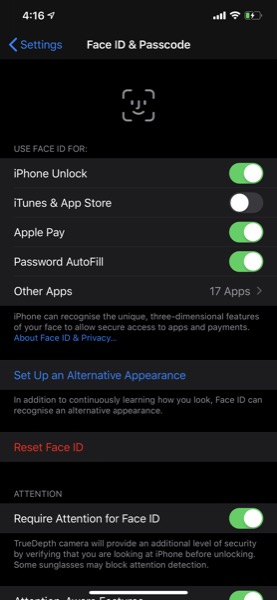 4:16
Settings
Face ID & Passcode
USE FACE ID FOR:
iPhone Unlock
iTunes & App Store
Apple Pay
Password AutoFill
Other Apps 17 Apps
iPhone can recognise the unique, three-dimensional features
of your face to allow secure access to apps and payments.
About Face ID & Privacy...
Set Up an Alternative Appearance
In addition to continuously learning how you look, Face ID can
recognise an alternative appearance.
Reset Face ID
ATTENTION
Require Attention for Face ID
TrueDepth camera will provide an additional level of security
by verifying that you are looking at iPhone before unlocking.
Some sunglasses may block attention detection.
Attention Aware Features